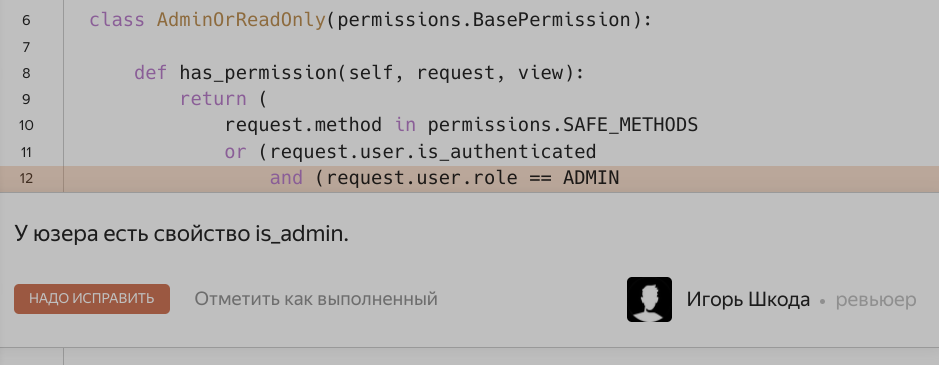 6 class AdminOrReadOnly(permissions.BasePermission):
7
8 def has_permission(self, request, view):
9 return (
10 request.method in permissions.SAFE_METHODS
11 or (request.user.is_authenticated
12 and (request.user.role == ADMIN
У юзера есть свойство is_admin.
НАДО ИСПРАВИТЬ Отметить как выполненный Игорь Шкода • ревьюер